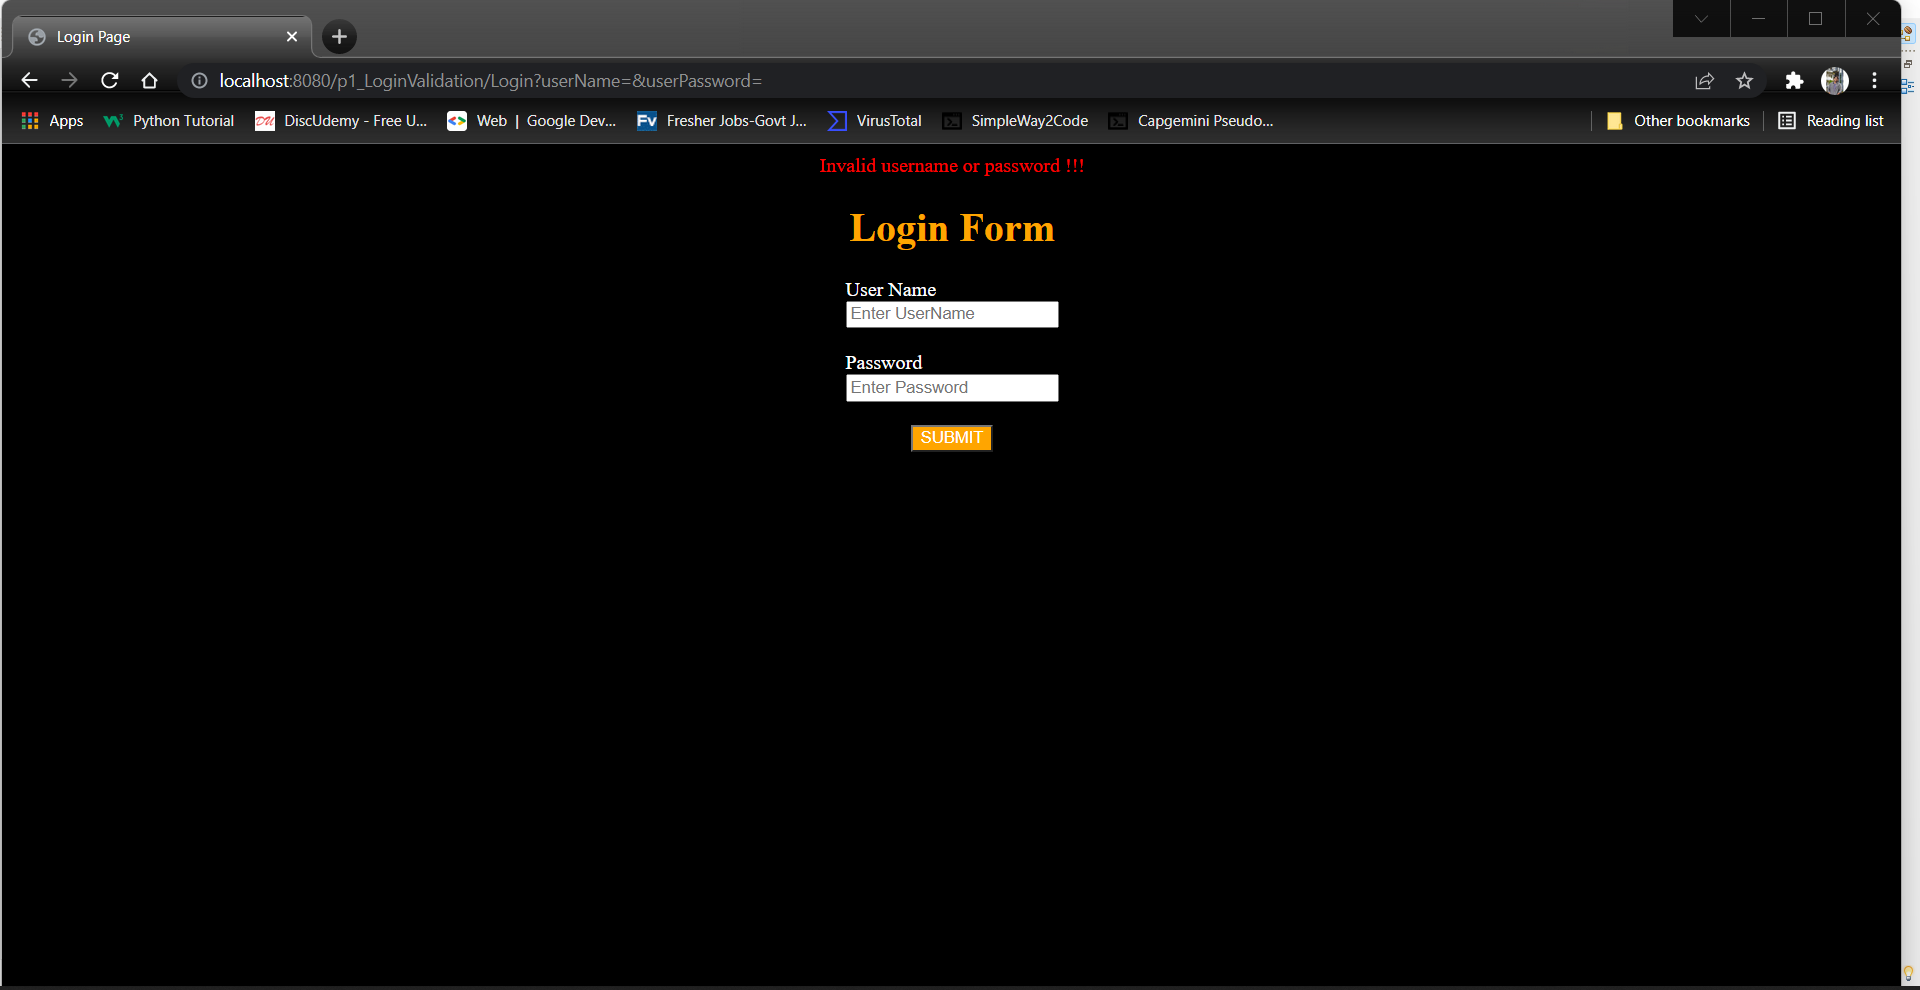 Login Page
localhost:8080/p1_LoginValidation/Login?userName=&userPassword=
Apps Python Tutorial DU DiscUdemy - Free U... Web | Google Dev... Fv Fresher Jobs-Govt J... VirusTotal SimpleWay2Code Capgemini Pseudo... Other bookmarks Reading list
Invalid username or password !!!
Login Form
User Name
Enter UserName
Password
Enter Password
SUBMIT